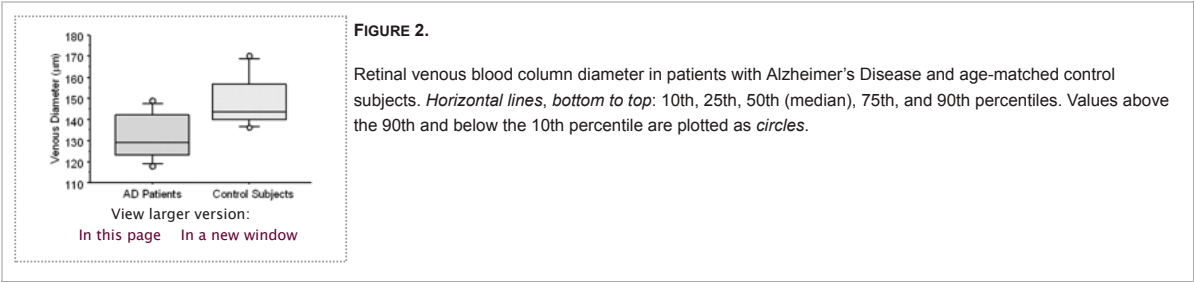 180
170
160
150
140
130
120
110
Venous Diameter (µm)
AD Patients Control Subjects
View larger version:
In this page In a new window
FIGURE 2.
Retinal venous blood column diameter in patients with Alzheimer's Disease and age-matched control
subjects. Horizontal lines, bottom to top: 10th, 25th, 50th (median), 75th, and 90th percentiles. Values above
the 90th and below the 10th percentile are plotted as circles.